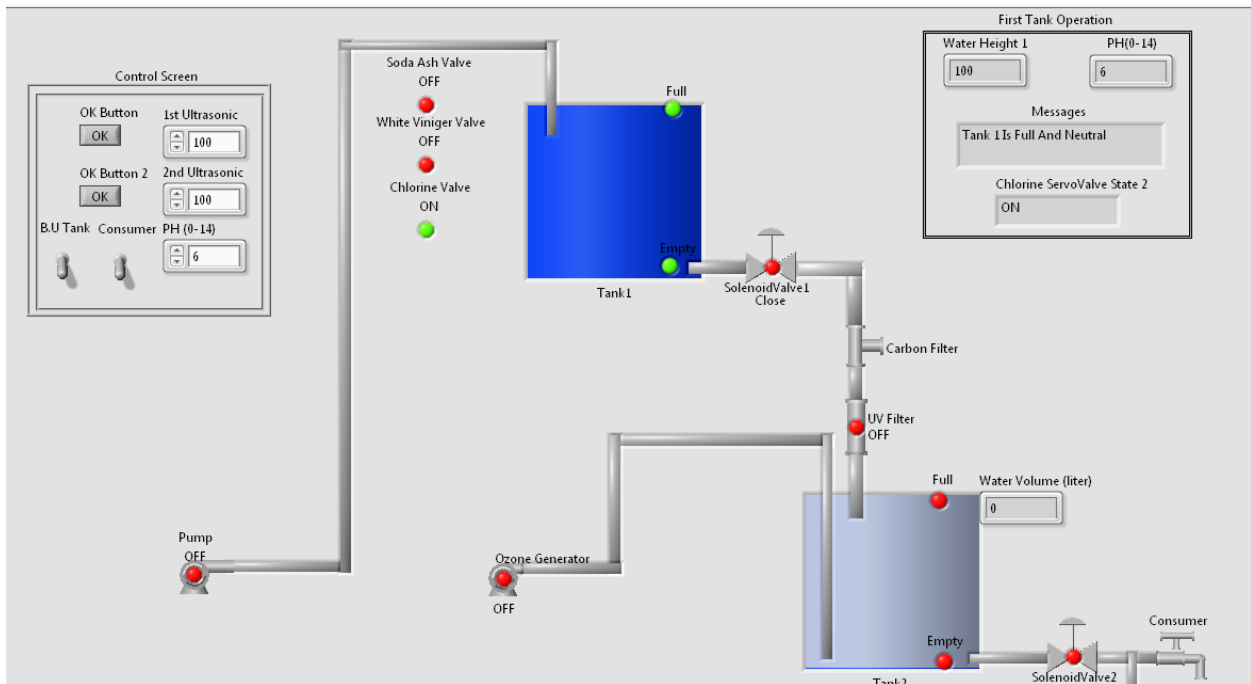 First Tank Operation
Water Height 1
PH(0-14)
100
6
Messages
Tank 1 Is Full And Neutral
Chlorine ServoValve State 2
ON
Control Screen
OK Button
OK
1st Ultrasonic
100
OK Button 2
OK
2nd Ultrasonic
100
B.U Tank
Consumer
PH (0-14)
6
Soda Ash Valve
OFF
White Viniger Valve
OFF
Chlorine Valve
ON
Full
Empty
Tank1
SolenoidValve1
Close
Carbon Filter
UV Filter
OFF
Pump
OFF
Ozone Generator
OFF
Full
Water Volume (liter)
0
Empty
Tank2
SolenoidValve2
Consumer